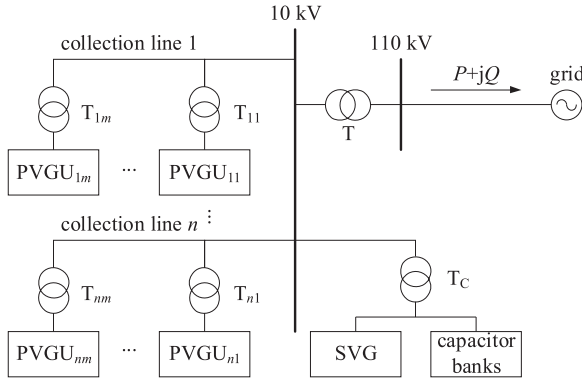 10 kV
collection line 1
110 kV
P+jQ
grid
T1m
T11
T
PVGU1m
...
PVGU11
...
collection line n
Tnm
Tn1
TC
PVGUnm
...
PVGUn1
SVG
capacitor
banks